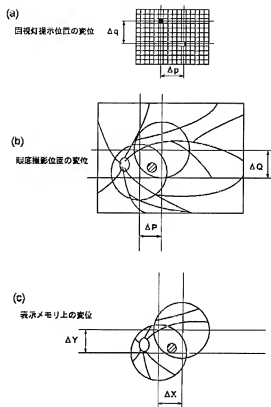 (a)
固視灯提示位置の変位
Δq
Δp
(b)
眼底撮影位置の変位
ΔQ
ΔP
(c)
表示メモリ上の変位
ΔY
ΔX